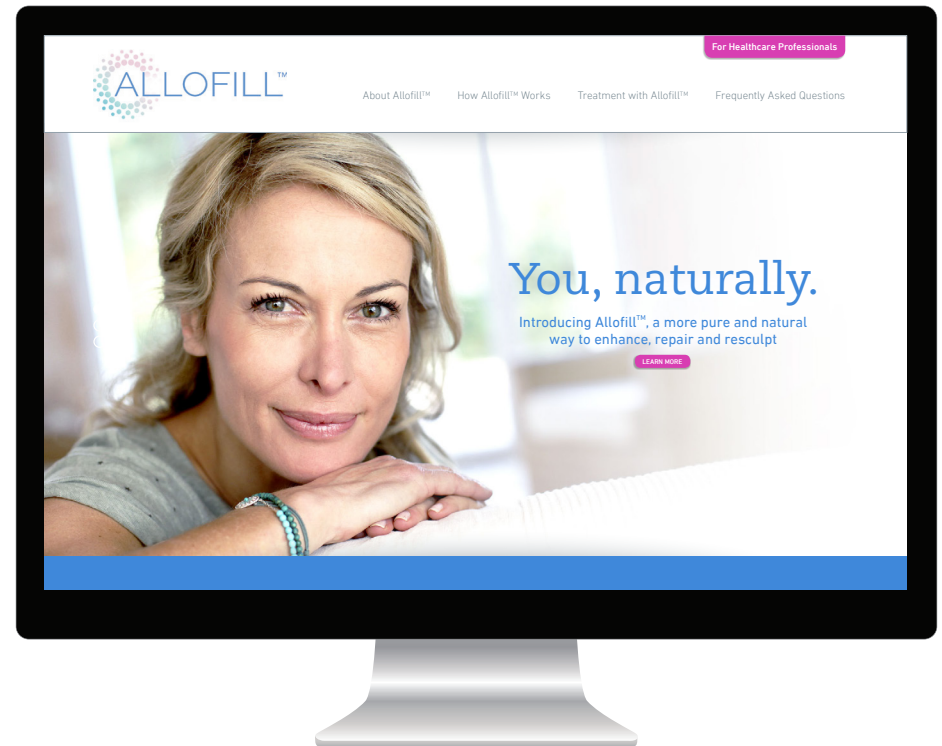 For Healthcare Professionals
ALLOFILL™
About Allofill™ How Allofill™ Works Treatment with Allofill™ Frequently Asked Questions
You, naturally.
Introducing Allofill™, a more pure and natural
way to enhance, repair and resculpt
LEARN MORE